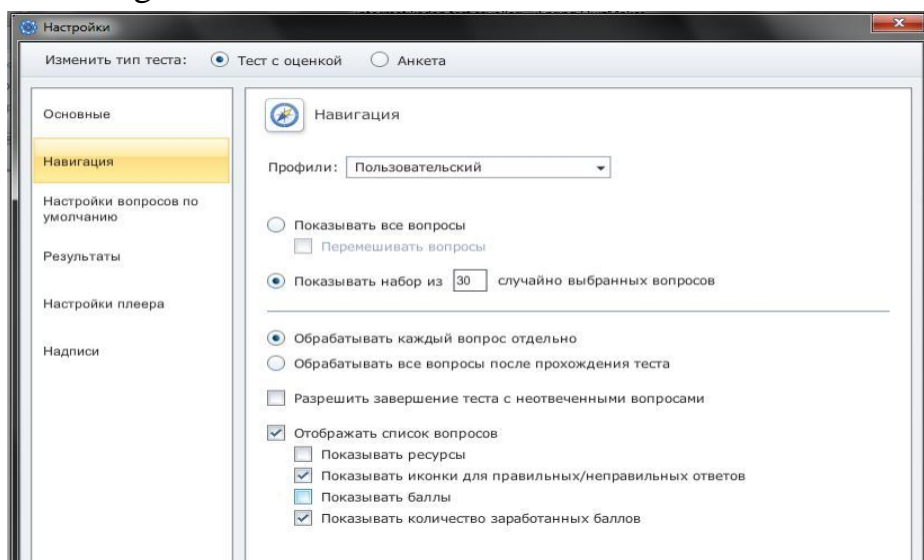 Настройки
Изменить тип теста: Тест с оценкой Анкета
Основные
Навигация
Настройки вопросов по
умолчанию
Результаты
Настройки плеера
Надписи
Навигация
Профили: Пользовательский
Показывать все вопросы
Перемешивать вопросы
Показывать набор из 30 случайно выбранных вопросов
Обрабатывать каждый вопрос отдельно
Обрабатывать все вопросы после прохождения теста
Разрешить завершение теста с неотвеченными вопросами
Отображать список вопросов
Показывать ресурсы
Показывать иконки для правильных/неправильных ответов
Показывать баллы
Показывать количество заработанных баллов